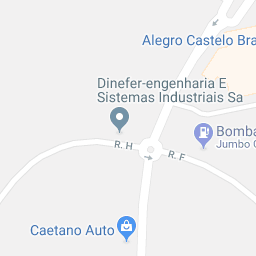 Alegro Castelo Bra
Dinefer-engenharia E
Sistemas Industriais Sa
Bomba
Jumbo
R. H
R. F
Caetano Auto